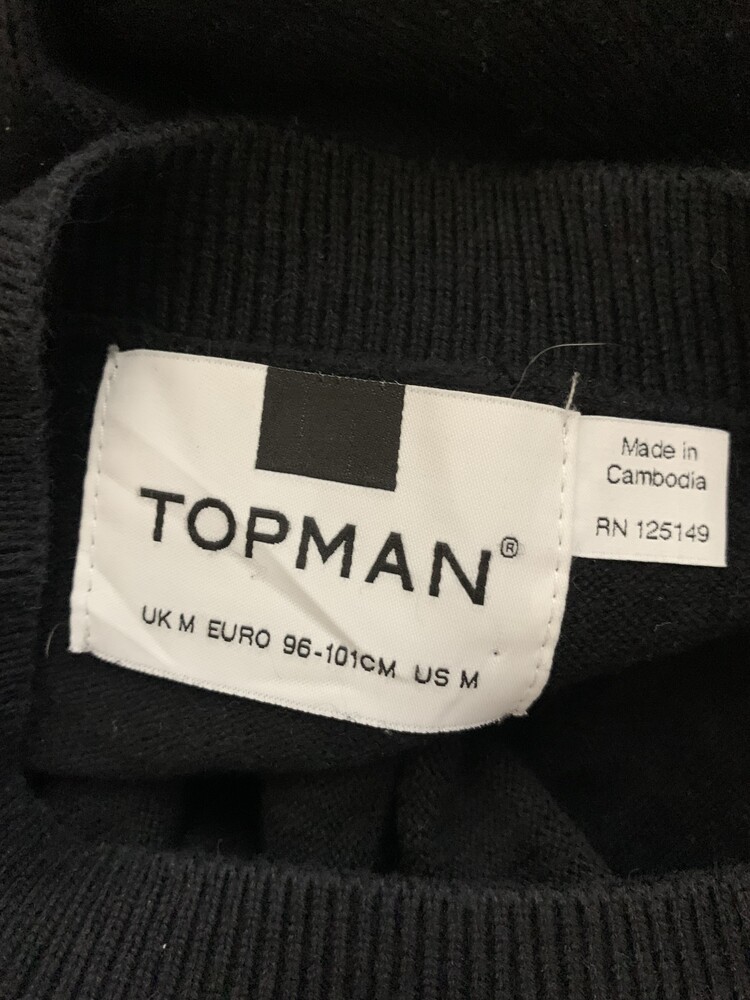 TOPMAN®
UK M EURO 96-101CM US M
Made in
Cambodia
RN 125149